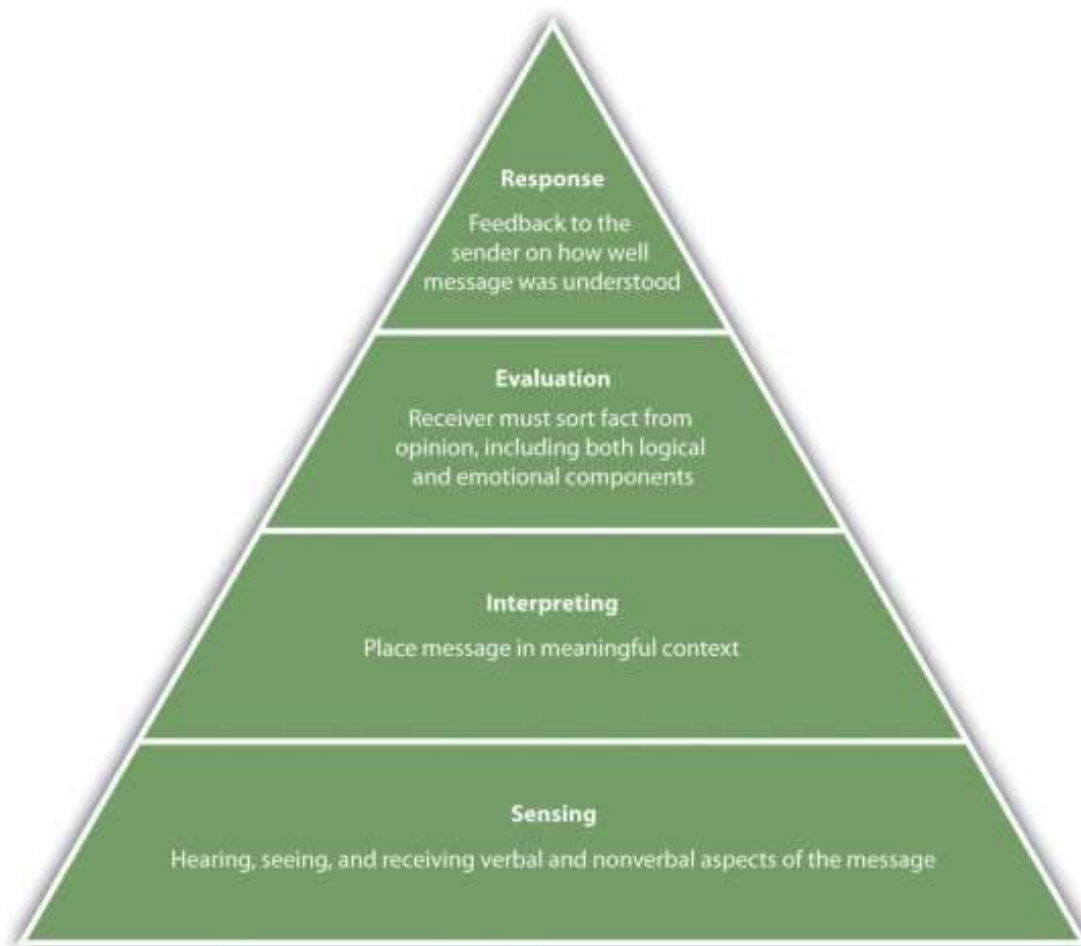 Response
Feedback to the
sender on how well
message was understood
Evaluation
Receiver must sort fact from
opinion, including both logical
and emotional components
Interpreting
Place message in meaningful context
Sensing
Hearing, seeing, and receiving verbal and nonverbal aspects of the message